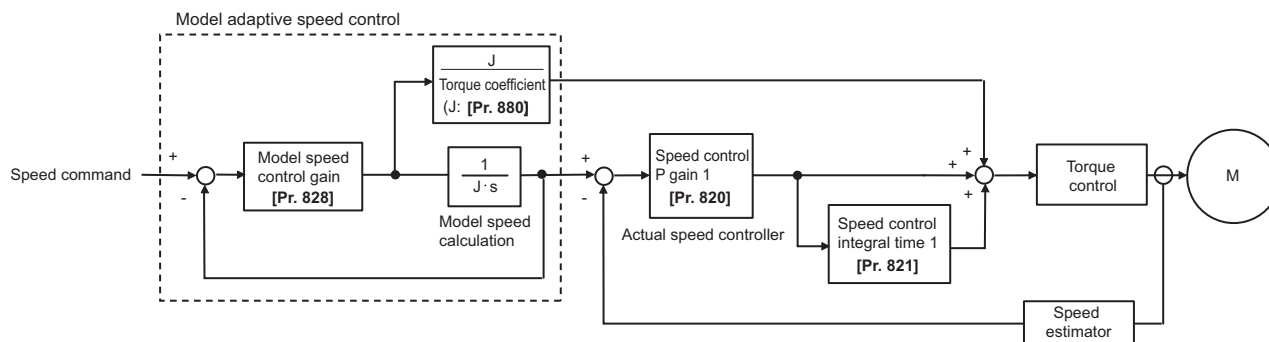 Model adaptive speed control
J
Torque coefficient
(J: [Pr. 880]
Speed command
+
-
Model speed
control gain
[Pr. 828]
1
J·s
Model speed
calculation
+
-
Speed control
P gain 1
[Pr. 820]
Actual speed controller
Speed control
integral time 1
[Pr. 821]
+
+
+
Torque
control
M
Speed
estimator